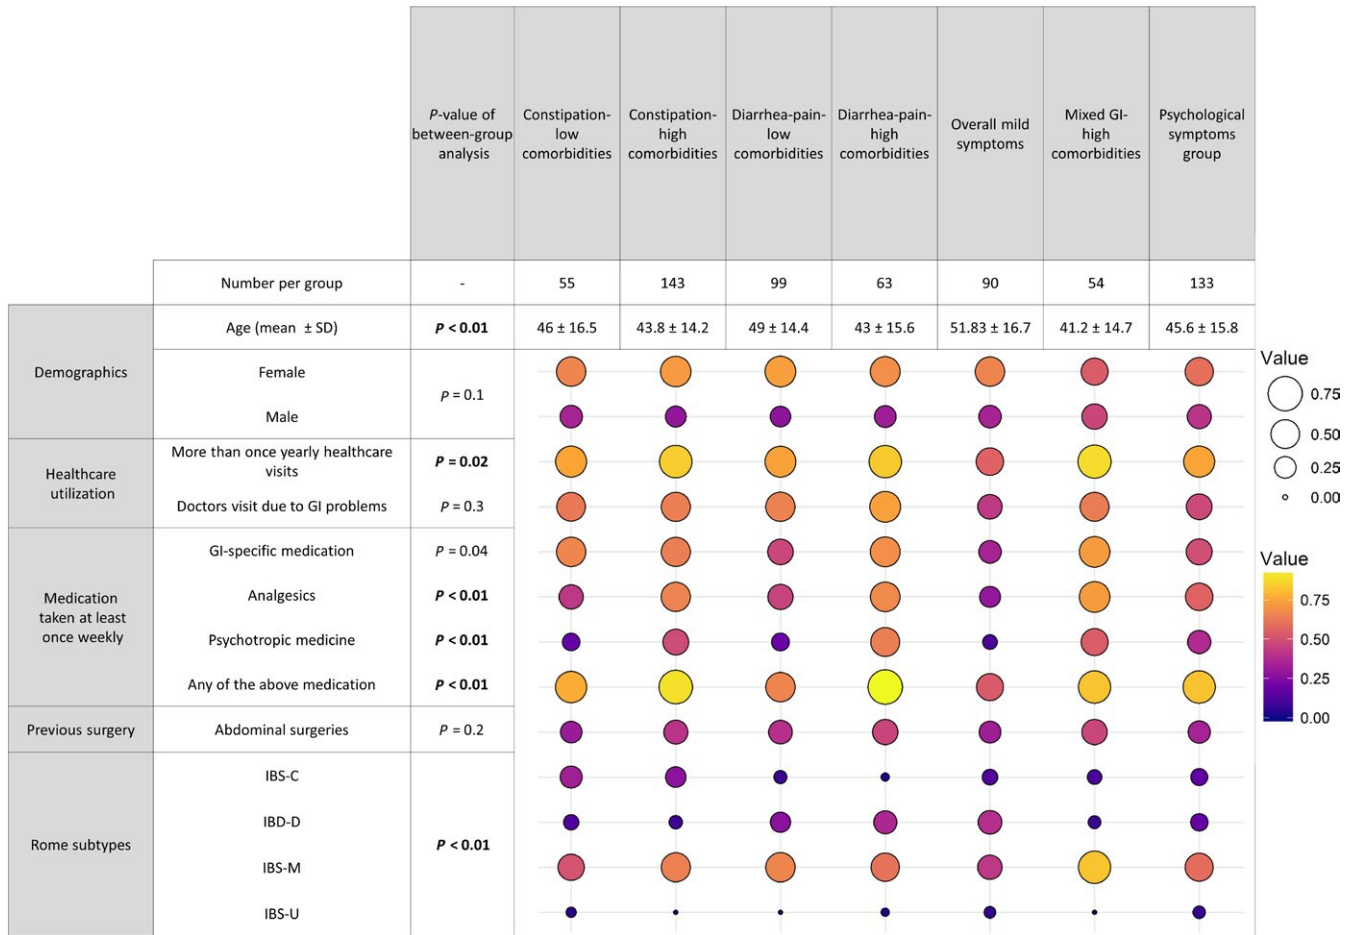 P-value of between-group analysis
Constipation-low comorbidities
Constipation-high comorbidities
Diarrhea-pain-low comorbidities
Diarrhea-pain-high comorbidities
Overall mild symptoms
Mixed GI-high comorbidities
Psychological symptoms group
Number per group - 55 143 99 63 90 54 133
Demographics
Age (mean ± SD) P < 0.01 46 ± 16.5 43.8 ± 14.2 49 ± 14.4 43 ± 15.6 51.83 ± 16.7 41.2 ± 14.7 45.6 ± 15.8
Female
P = 0.1
Male
Healthcare utilization
More than once yearly healthcare visits P = 0.02
Doctors visit due to GI problems P = 0.3
Medication taken at least once weekly
GI-specific medication P = 0.04
Analgesics P < 0.01
Psychotropic medicine P < 0.01
Any of the above medication P < 0.01
Previous surgery
Abdominal surgeries P = 0.2
Rome subtypes
IBS-C
IBD-D
P < 0.01
IBS-M
IBS-U
Value
0.75
0.50
0.25
0.00
Value
0.75
0.50
0.25
0.00